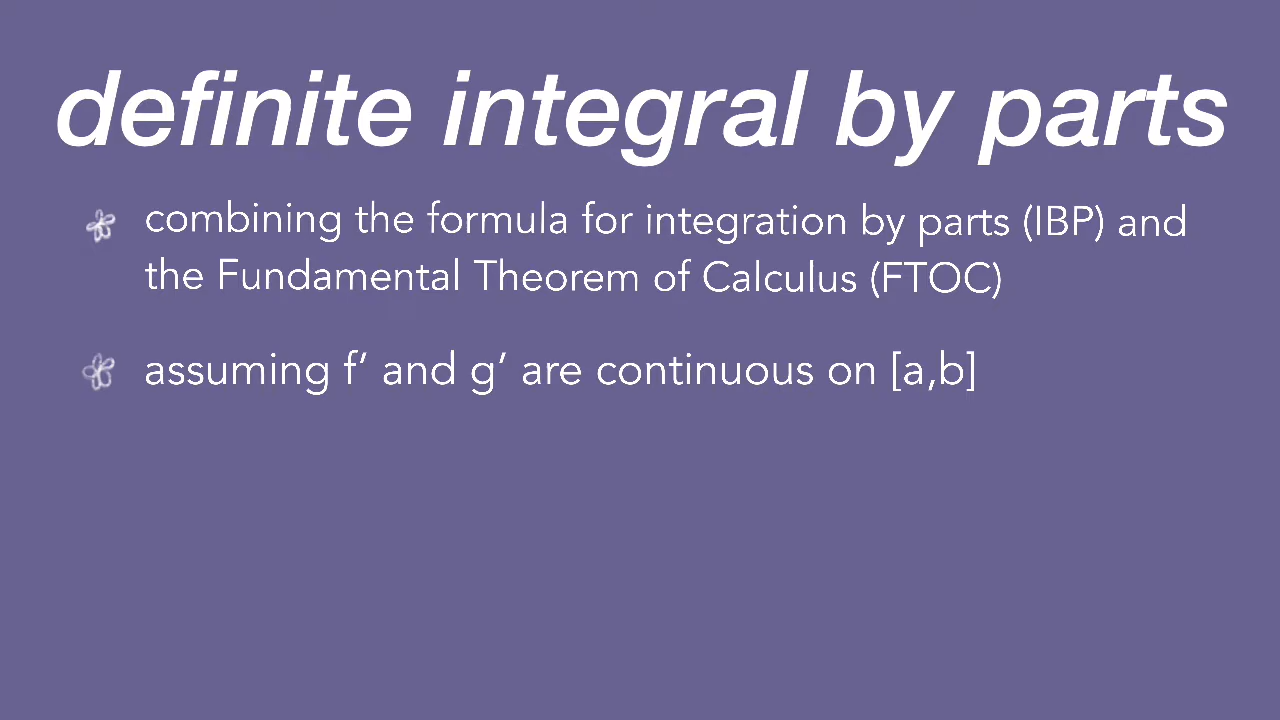 definite integral by parts
combining the formula for integration by parts (IBP) and
the Fundamental Theorem of Calculus (FTOC)
assuming f’ and g’ are continuous on [a,b]